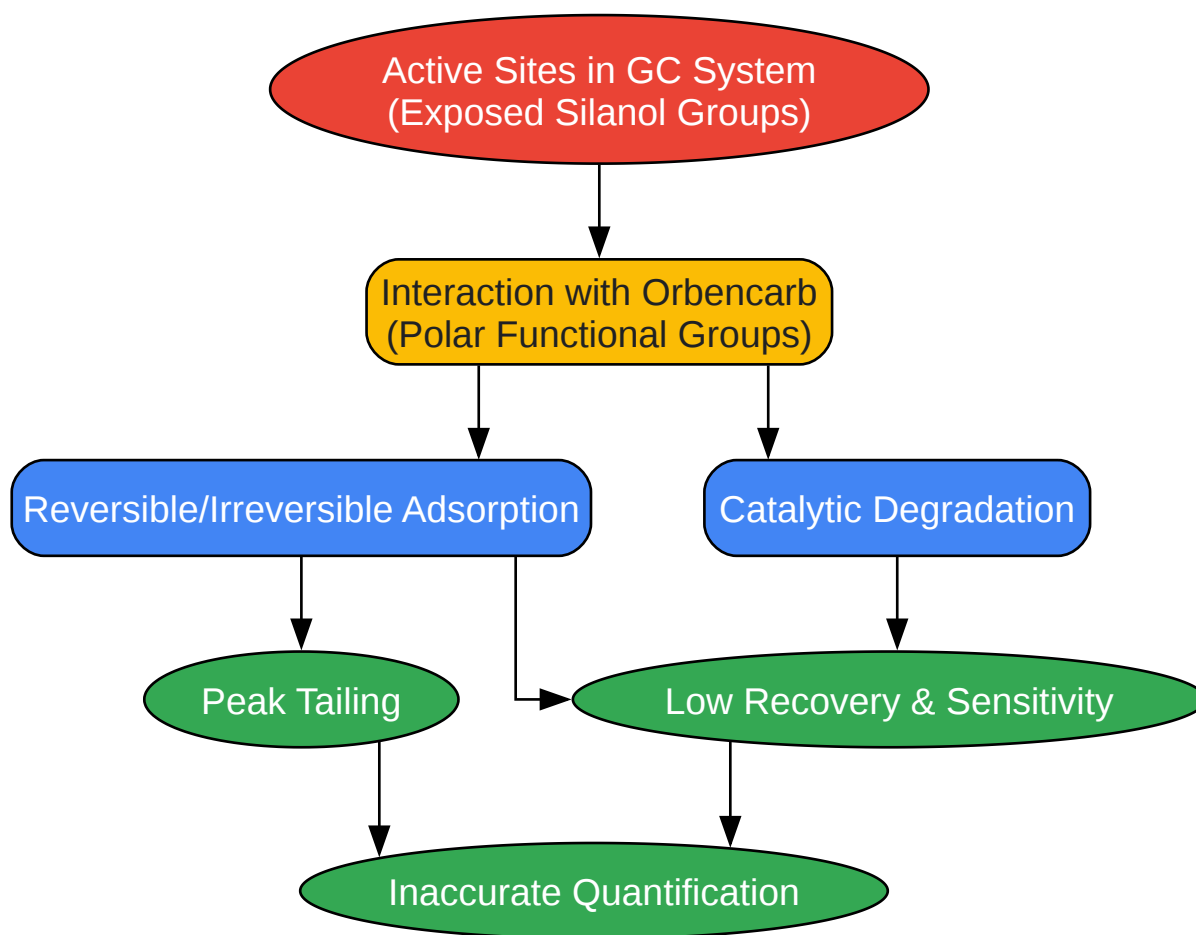 Active Sites in GC System
(Exposed Silanol Groups)
Interaction with Orbencarb
(Polar Functional Groups)
Reversible/Irreversible Adsorption
Catalytic Degradation
Peak Tailing
Low Recovery & Sensitivity
Inaccurate Quantification